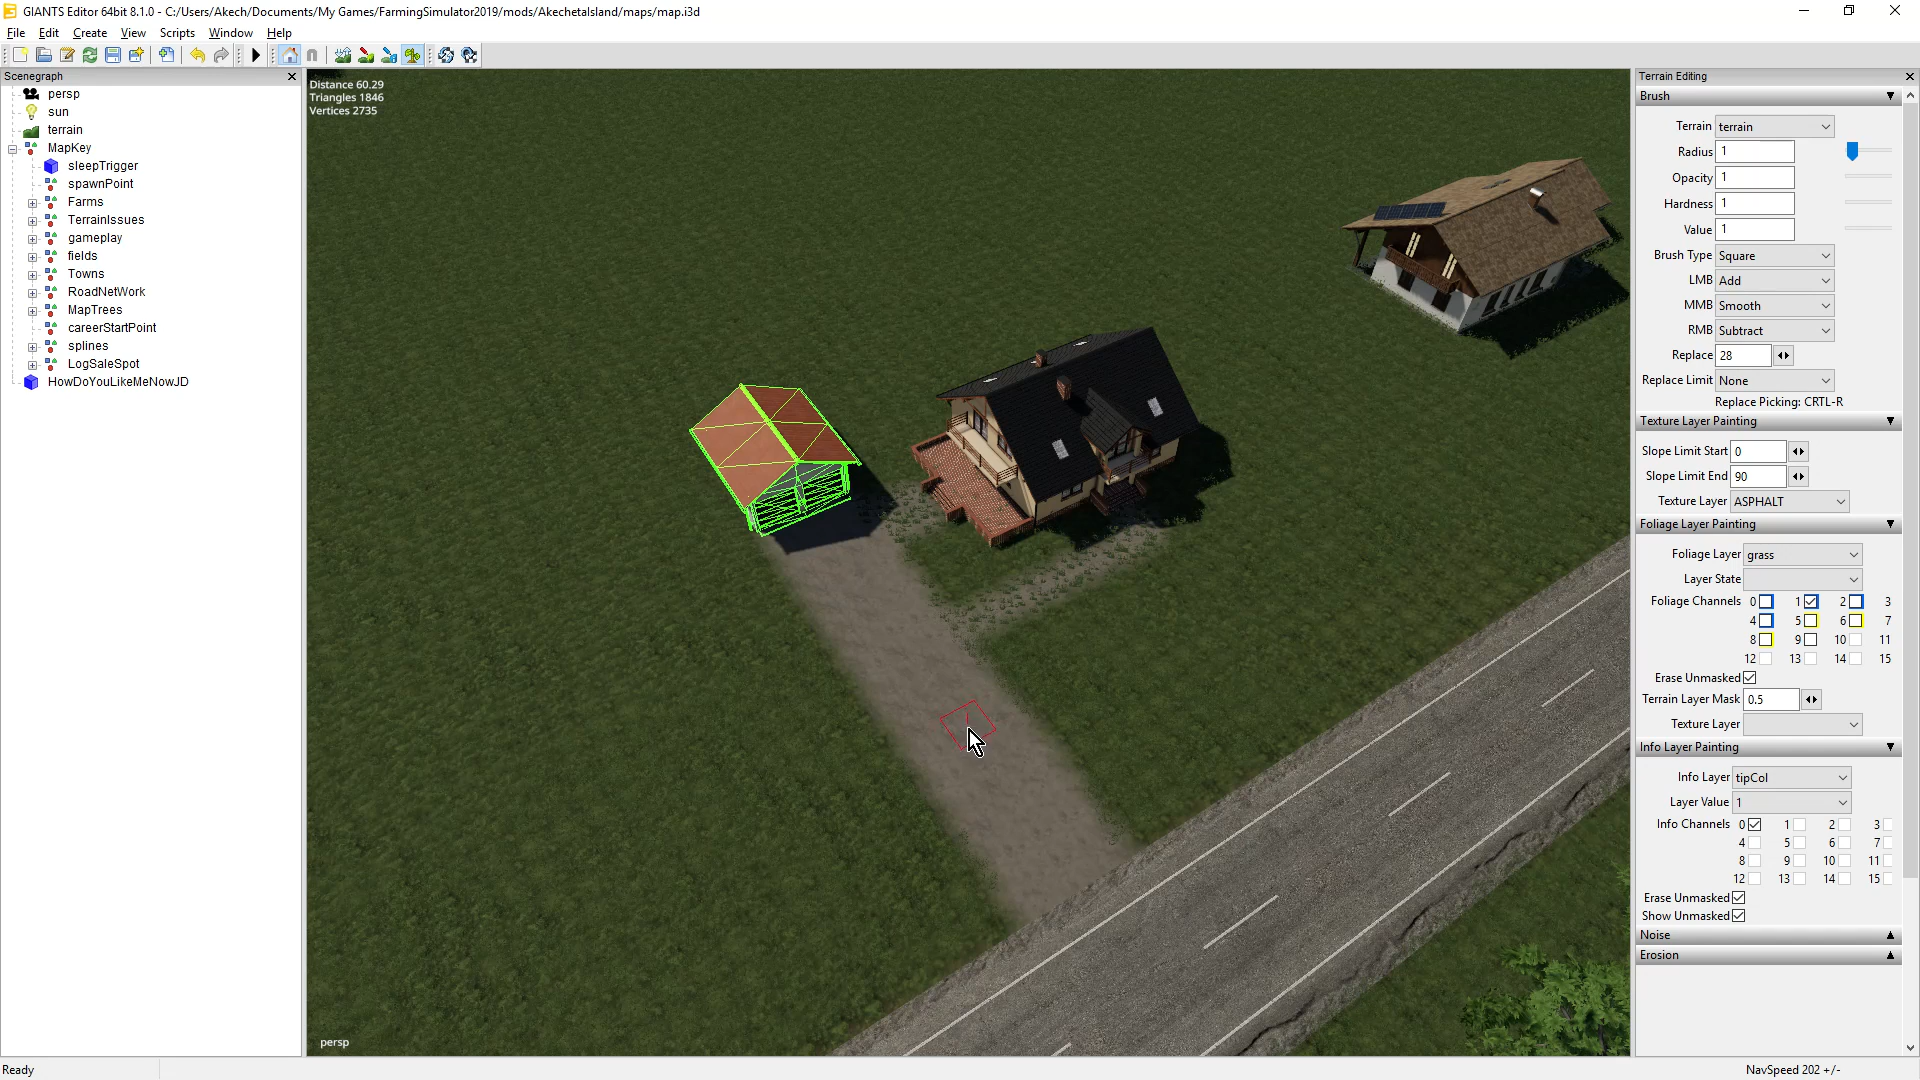 GIANTS Editor 64bit 8.1.0 - C:/Users/Akech/Documents/My Games/FarmingSimulator2019/mods/AkechetaIsland/maps/map.i3d
File Edit Create View Scripts Window Help
Scenegraph
persp
sun
terrain
MapKey
sleepTrigger
spawnPoint
Farms
TerrainIssues
gameplay
fields
Towns
RoadNetWork
MapTrees
careerStartPoint
splines
LogSaleSpot
HowDoYouLikeMeNowJD
Distance 60.29
Triangles 1846
Vertices 2735
persp
Terrain Editing
Brush
Terrain terrain
Radius 1
Opacity 1
Hardness 1
Value 1
Brush Type Square
LMB Add
MMB Smooth
RMB Subtract
Replace 28
Replace Limit None
Replace Picking: CRTL-R
Texture Layer Painting
Slope Limit Start 0
Slope Limit End 90
Texture Layer ASPHALT
Foliage Layer Painting
Foliage Layer grass
Layer State
Foliage Channels 0 1 2 3
4 5 6 7
8 9 10 11
12 13 14 15
Erase Unmasked
Terrain Layer Mask 0.5
Texture Layer
Info Layer Painting
Info Layer tipCol
Layer Value 1
Info Channels 0 1 2 3
4 5 6 7
8 9 10 11
12 13 14 15
Erase Unmasked
Show Unmasked
Noise
Erosion
Ready
NavSpeed 202 +/-